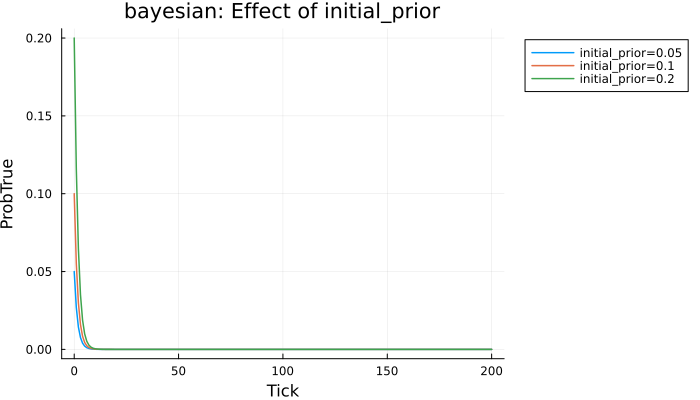 bayesian: Effect of initial_prior
initial_prior=0.05
initial_prior=0.1
initial_prior=0.2
ProbTrue
0.20
0.15
0.10
0.05
0.00
0
50
100
150
200
Tick